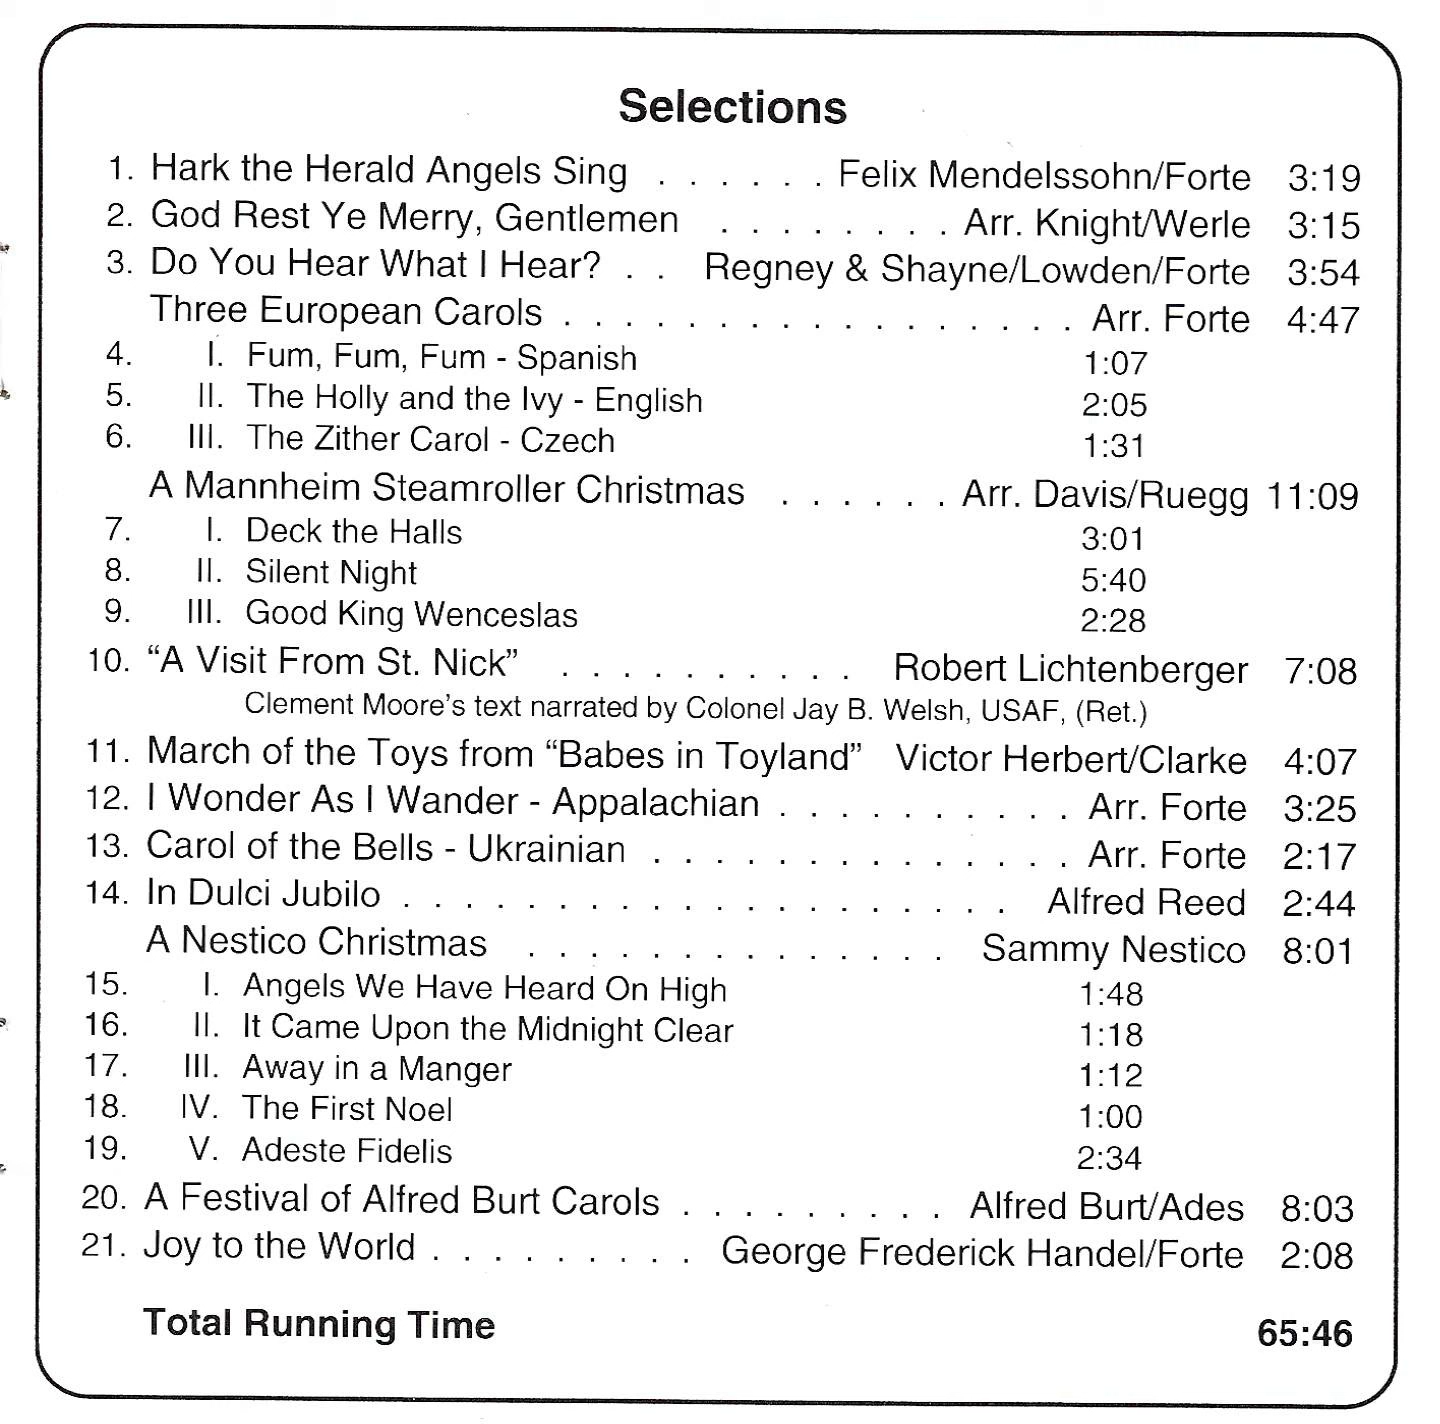 Selections
1. Hark the Herald Angels Sing . . . . . . Felix Mendelssohn/Forte 3:19
2. God Rest Ye Merry, Gentlemen . . . . . . . . Arr. Knight/Werle 3:15
3. Do You Hear What I Hear? . . Regney & Shayne/Lowden/Forte 3:54
Three European Carols . . . . . . . . . . . . . . . . . Arr. Forte 4:47
4. I. Fum, Fum, Fum - Spanish 1:07
5. II. The Holly and the Ivy - English 2:05
6. III. The Zither Carol - Czech 1:31
A Mannheim Steamroller Christmas . . . . . . Arr. Davis/Ruegg 11:09
7. I. Deck the Halls 3:01
8. II. Silent Night 5:40
9. III. Good King Wenceslas 2:28
10. “A Visit From St. Nick” . . . . . . . . . . Robert Lichtenberger 7:08
Clement Moore’s text narrated by Colonel Jay B. Welsh, USAF, (Ret.)
11. March of the Toys from “Babes in Toyland” Victor Herbert/Clarke 4:07
12. I Wonder As I Wander - Appalachian . . . . . . . . . . Arr. Forte 3:25
13. Carol of the Bells - Ukrainian . . . . . . . . . . . . . . Arr. Forte 2:17
14. In Dulci Jubilo . . . . . . . . . . . . . . . . . . . . Alfred Reed 2:44
A Nestico Christmas . . . . . . . . . . . . . . Sammy Nestico 8:01
15. I. Angels We Have Heard On High 1:48
16. II. It Came Upon the Midnight Clear 1:18
17. III. Away in a Manger 1:12
18. IV. The First Noel 1:00
19. V. Adeste Fidelis 2:34
20. A Festival of Alfred Burt Carols . . . . . . . . . Alfred Burt/Ades 8:03
21. Joy to the World . . . . . . . . . George Frederick Handel/Forte 2:08
Total Running Time 65:46